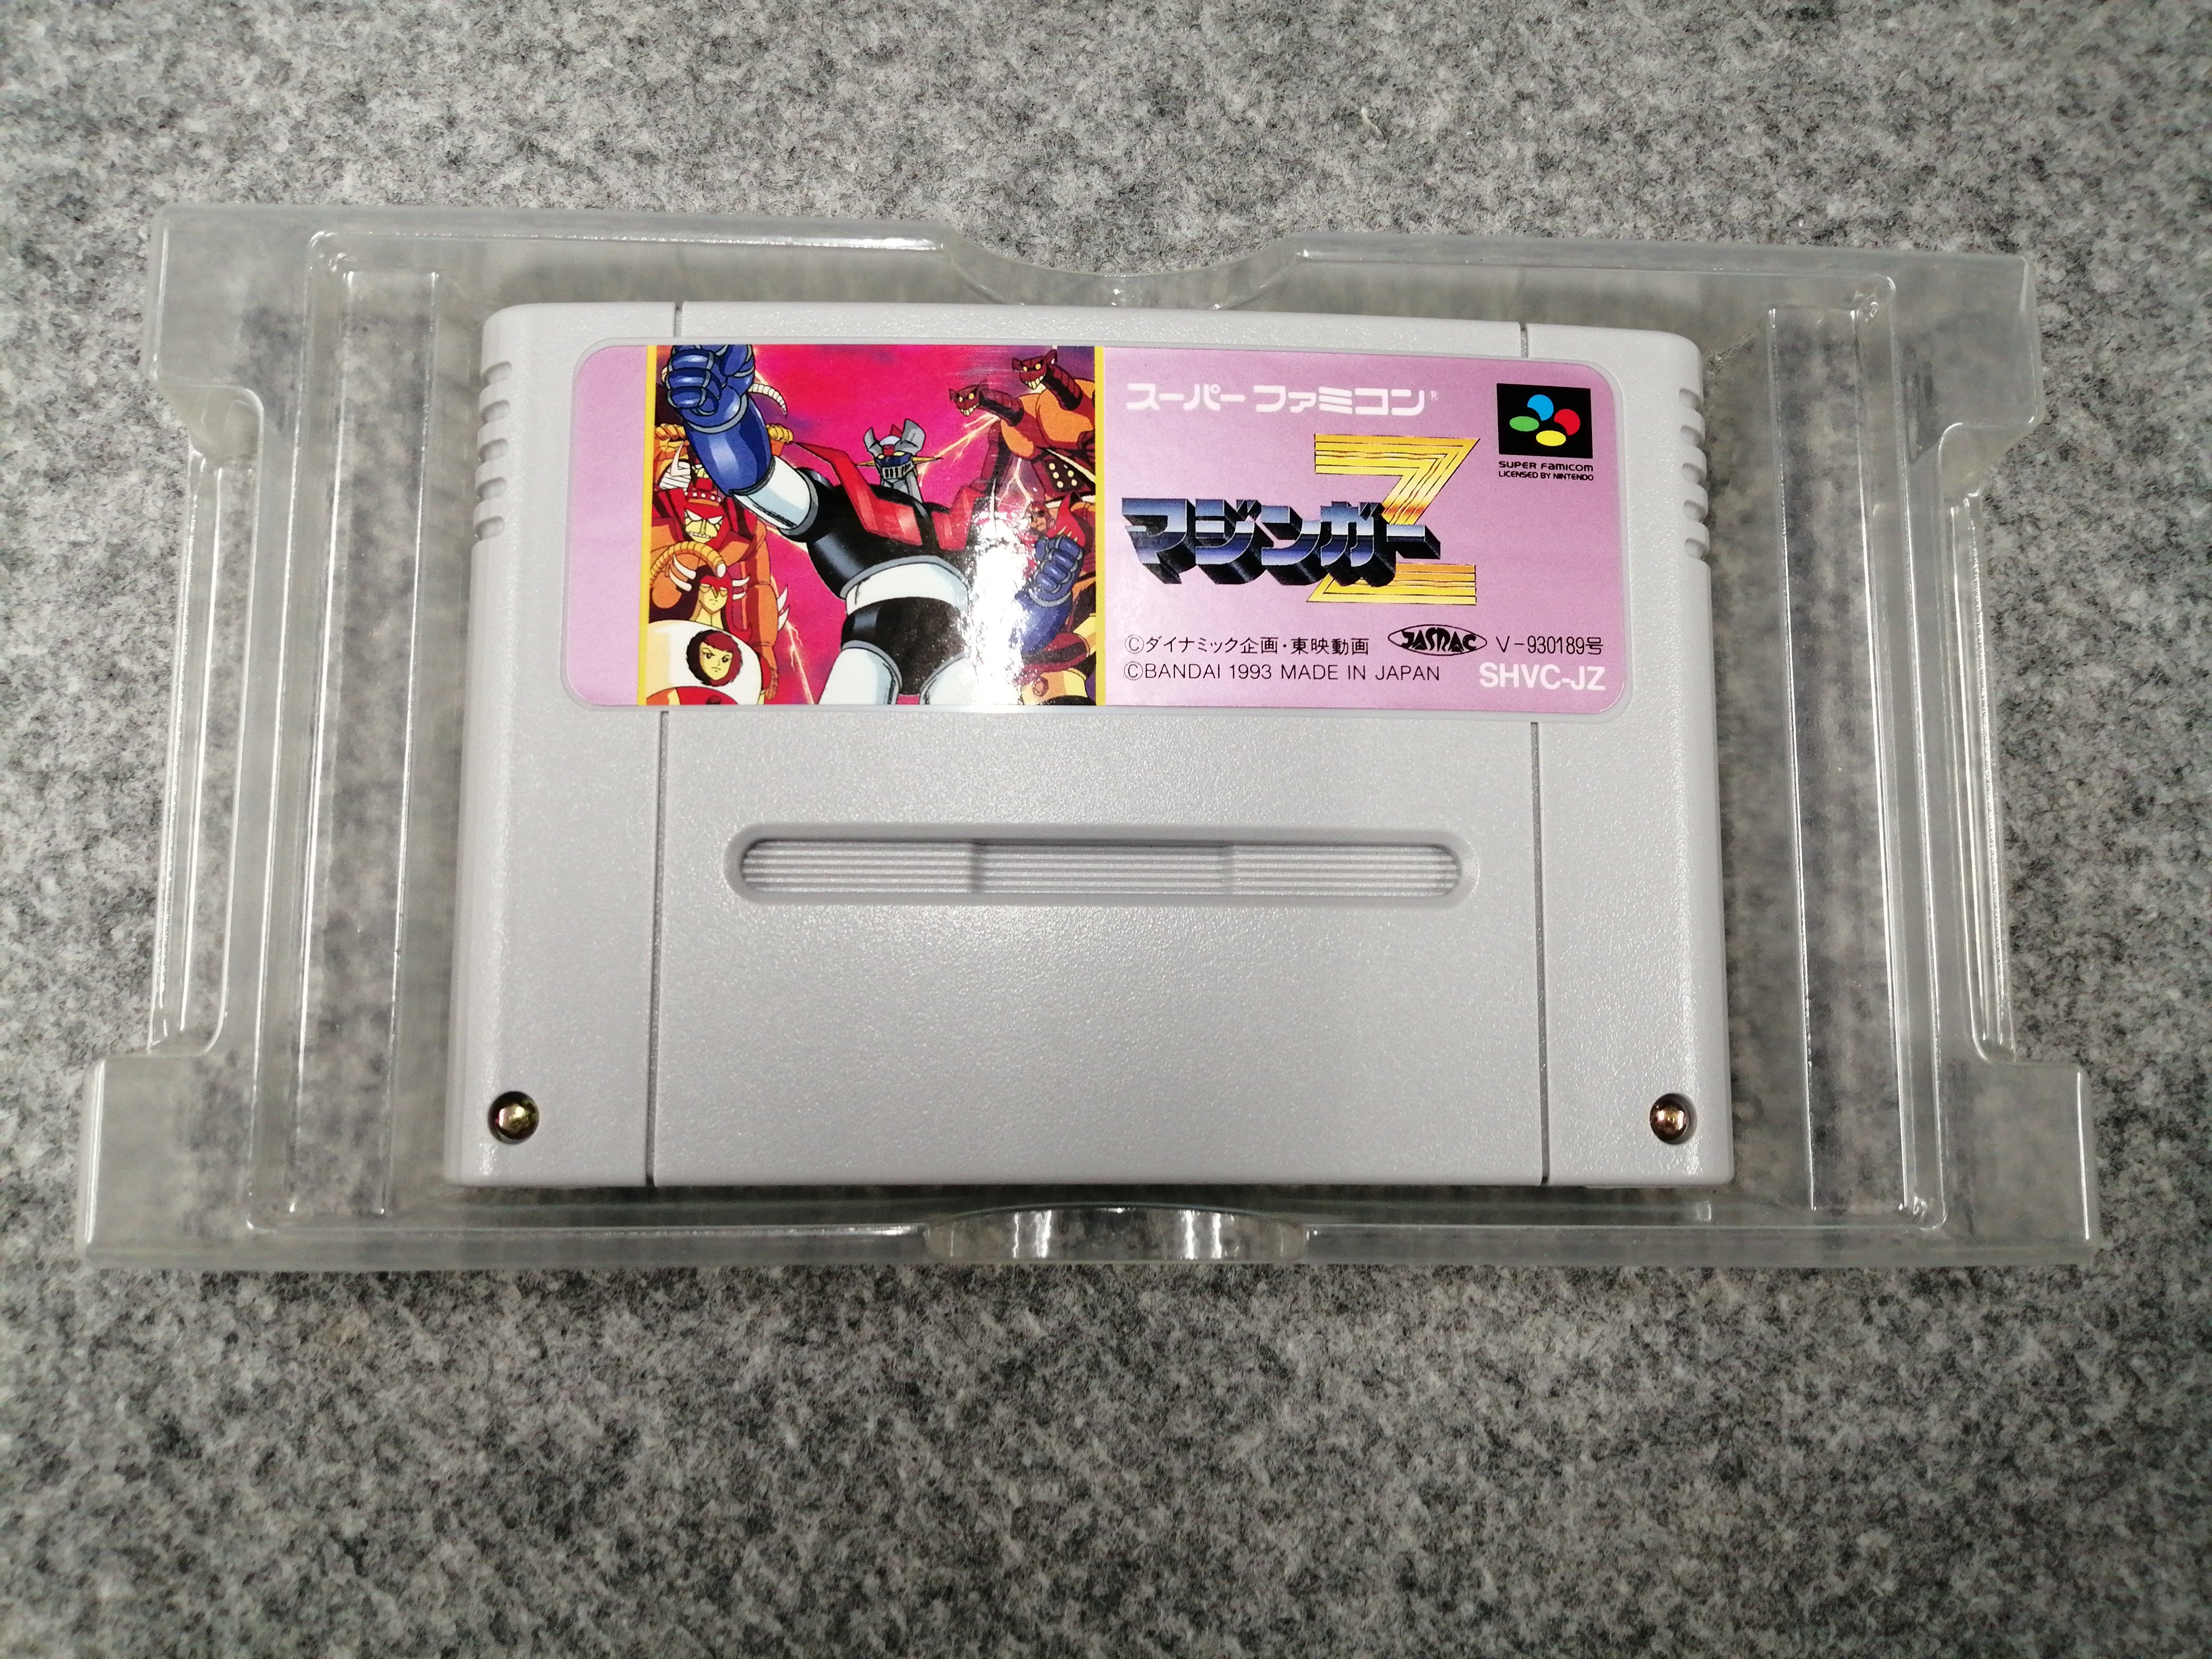 スーパーファミコン®
SUPER FAMICOM
LICENSED BY NINTENDO
マジンガーZ
©ダイナミック企画・東映動画 JASRAC V-930189号
©BANDAI 1993 MADE IN JAPAN SHVC-JZ